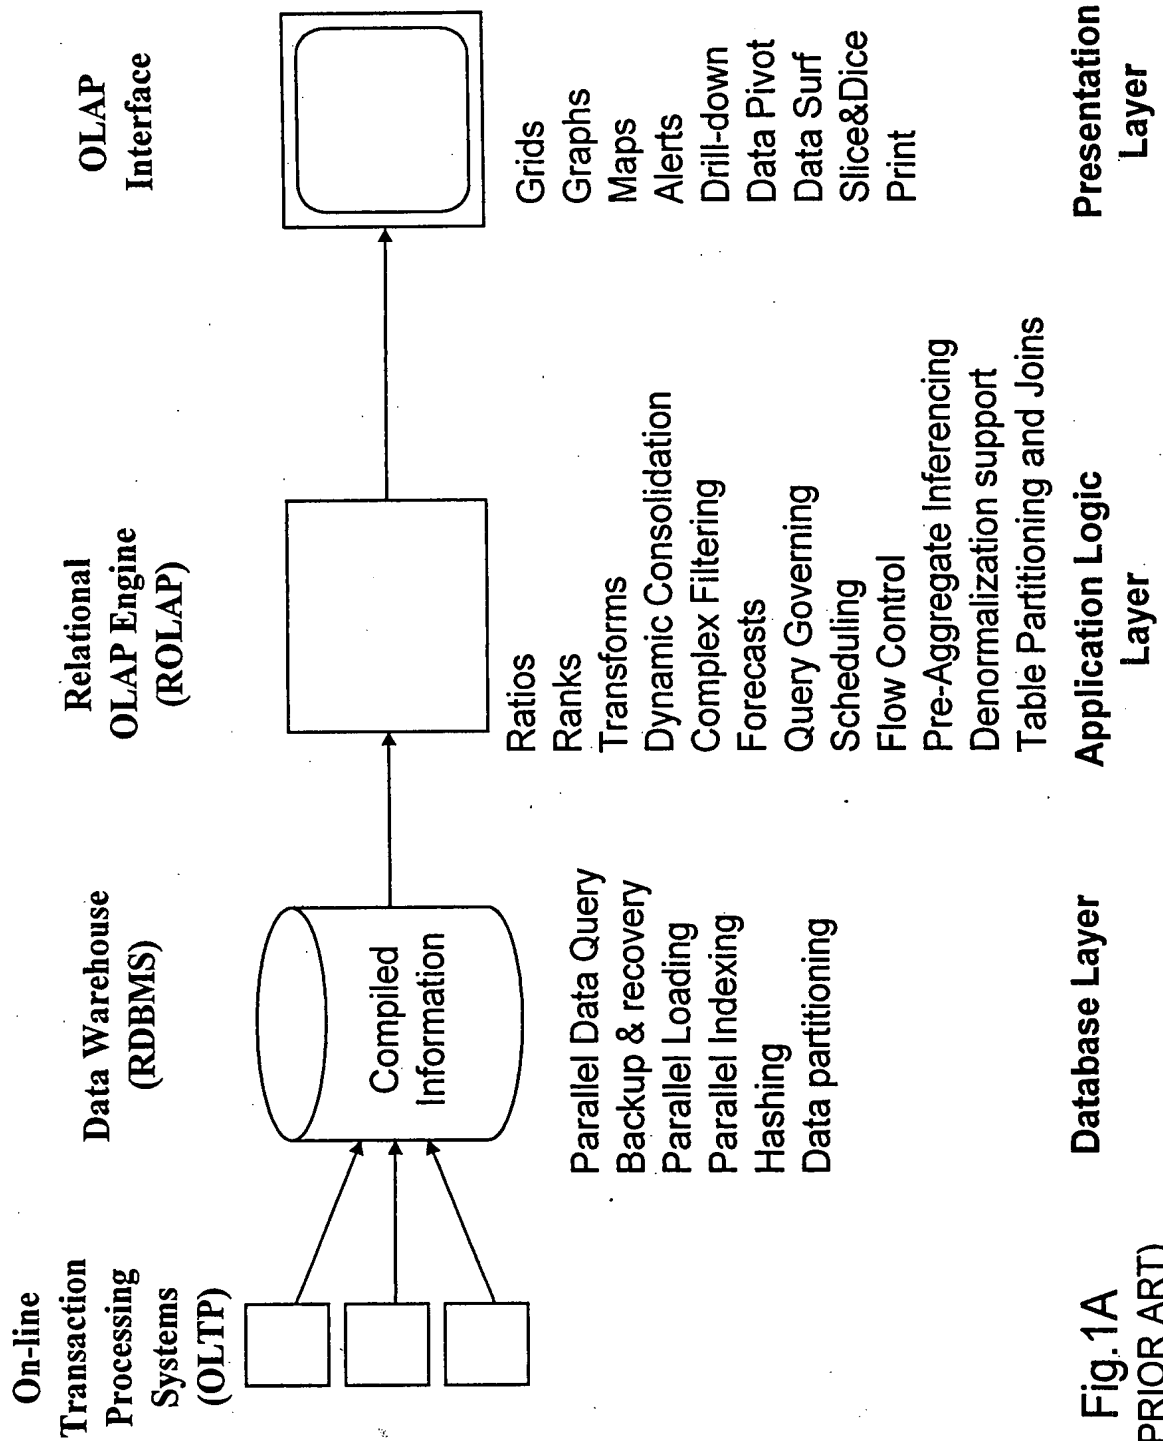 On-line
Transaction
Processing
Systems
(OLTP)
Data Warehouse
(RDBMS)
Compiled
Information
Parallel Data Query
Backup & recovery
Parallel Loading
Parallel Indexing
Hashing
Data partitioning
Database Layer
Relational
OLAP Engine
(ROLAP)
Ratios
Ranks
Transforms
Dynamic Consolidation
Complex Filtering
Forecasts
Query Governing
Scheduling
Flow Control
Pre-Aggregate Inferencing
Denormalization support
Table Partitioning and Joins
Application Logic
Layer
OLAP
Interface
Grids
Graphs
Maps
Alerts
Drill-down
Data Pivot
Data Surf
Slice&Dice
Print
Presentation
Layer
Fig.1A
PRIOR ART)